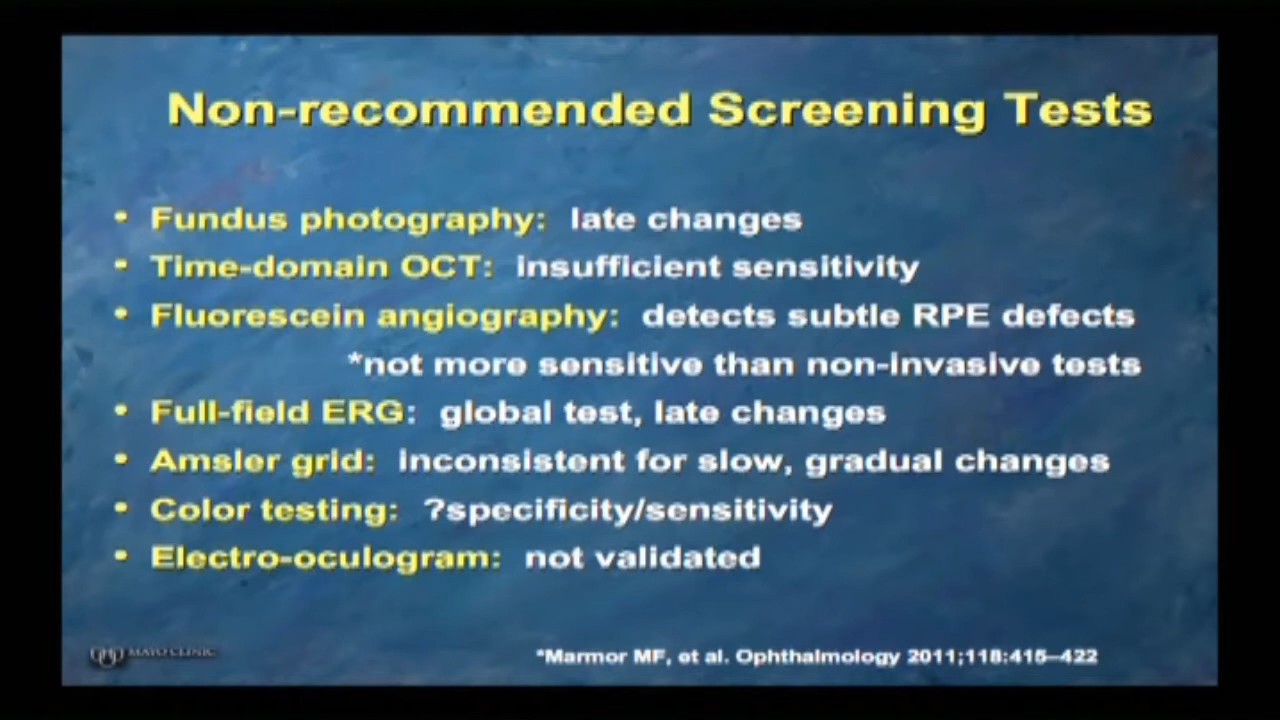 Non-recommended Screening Tests
• Fundus photography: late changes
• Time-domain OCT: insufficient sensitivity
• Fluorescein angiography: detects subtle RPE defects
*not more sensitive than non-invasive tests
• Full-field ERG: global test, late changes
• Amsler grid: inconsistent for slow, gradual changes
• Color testing: ?specificity/sensitivity
• Electro-oculogram: not validated
MAYO CLINIC
*Marmor MF, et al. Ophthalmology 2011;118:415–422